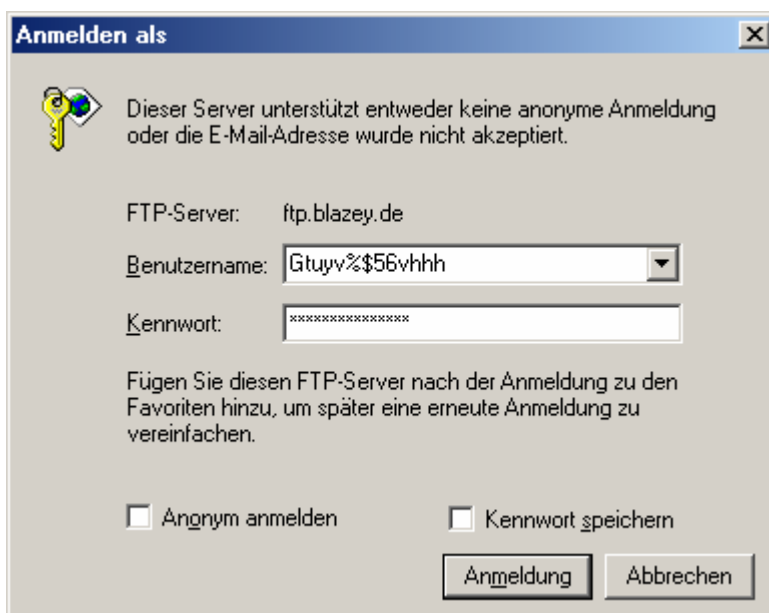 Anmelden als
Dieser Server unterstützt entweder keine anonyme Anmeldung
oder die E-Mail-Adresse wurde nicht akzeptiert.
FTP-Server: ftp.blazey.de
Benutzername: Gtuyv%$56vhhh
Kennwort: ***************
Fügen Sie diesen FTP-Server nach der Anmeldung zu den
Favoriten hinzu, um später eine erneute Anmeldung zu
vereinfachen.
Anonym anmelden Kennwort speichern
Anmeldung Abbrechen